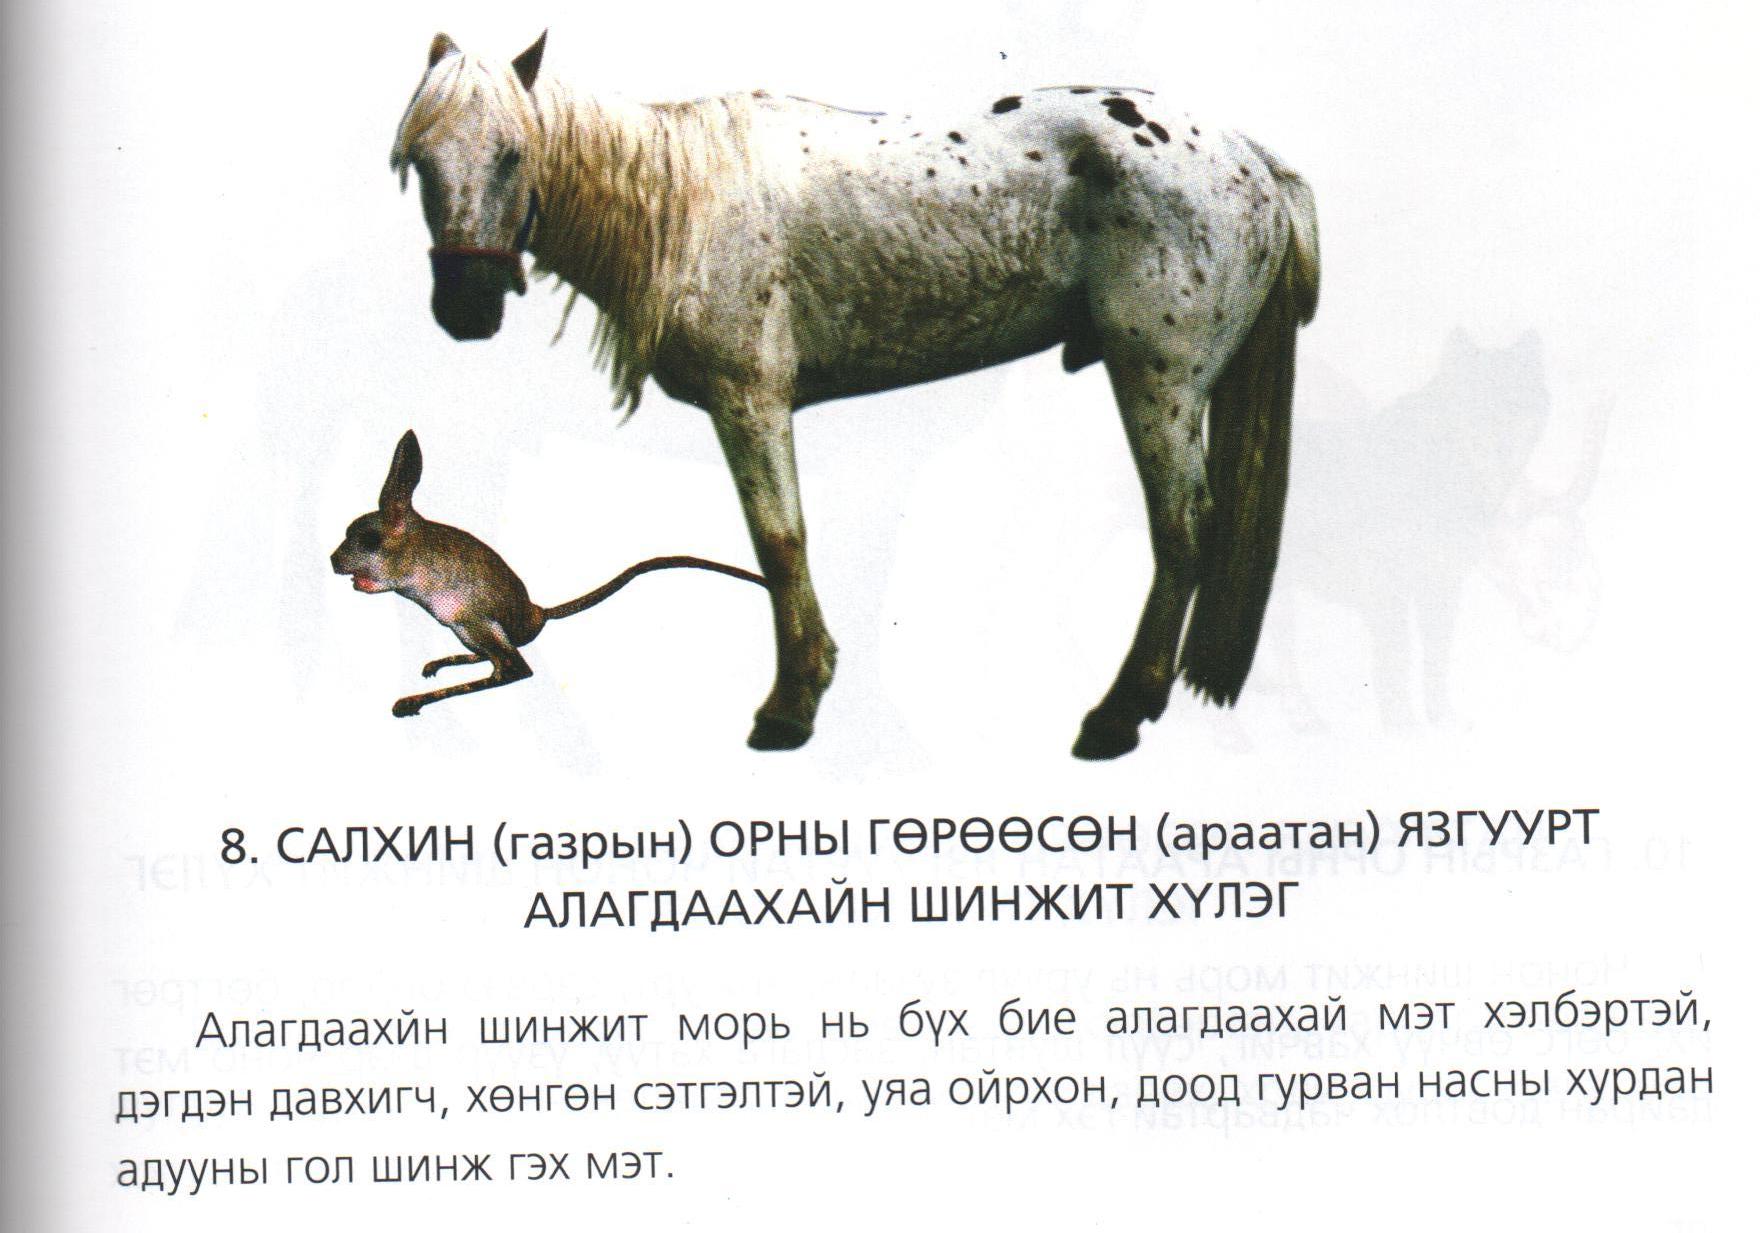 8. САЛХИН (газрын) ОРНЫ ГӨРӨӨСӨН (араатан) ЯЗГУУРТ
АЛАГДААХАЙН ШИНЖИТ ХҮЛЭГ
Алагдаахйн шинжит морь нь бүх бие алагдаахай мэт хэлбэртэй,
дэгдэн давхигч, хөнгөн сэтгэлтэй, уяа ойрхон, доод гурван насны хурдан
адууны гол шинж гэх мэт.